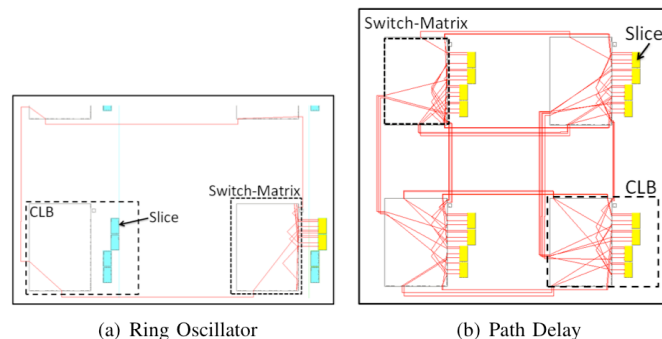 Switch-Matrix
Slice
CLB
Switch-Matrix
Slice
CLB
(a) Ring Oscillator
(b) Path Delay